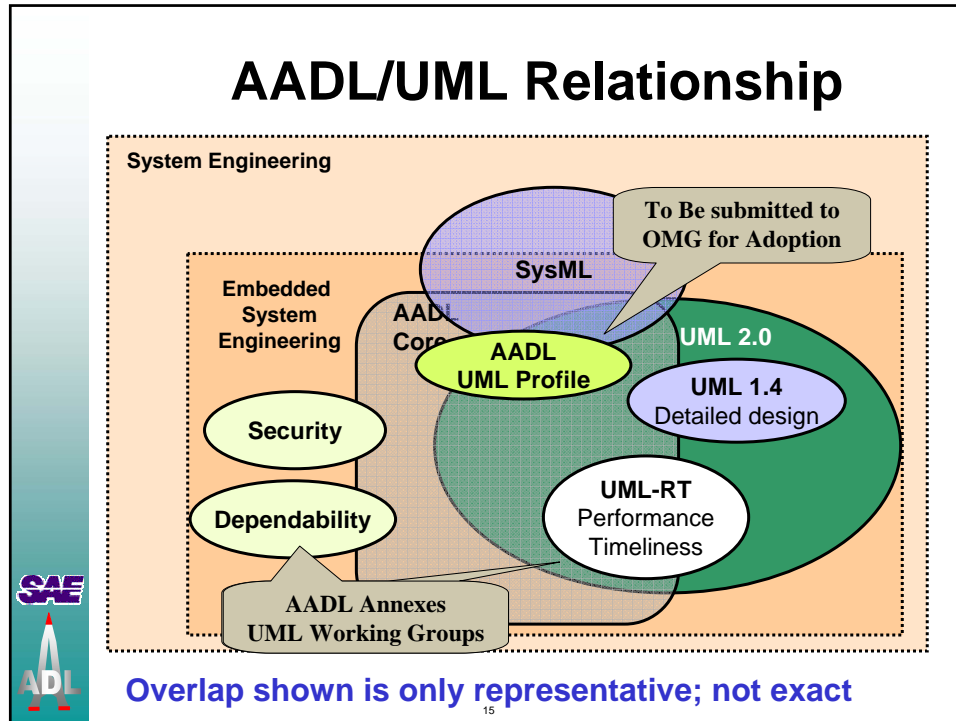 AADL/UML Relationship
System Engineering
To Be submitted to
OMG for Adoption
SysML
Embedded
System
Engineering
AADL
Core
UML 2.0
AADL
UML Profile
UML 1.4
Detailed design
Security
UML-RT
Performance
Timeliness
Dependability
AADL Annexes
UML Working Groups
SAE
ADL
Overlap shown is only representative; not exact
15